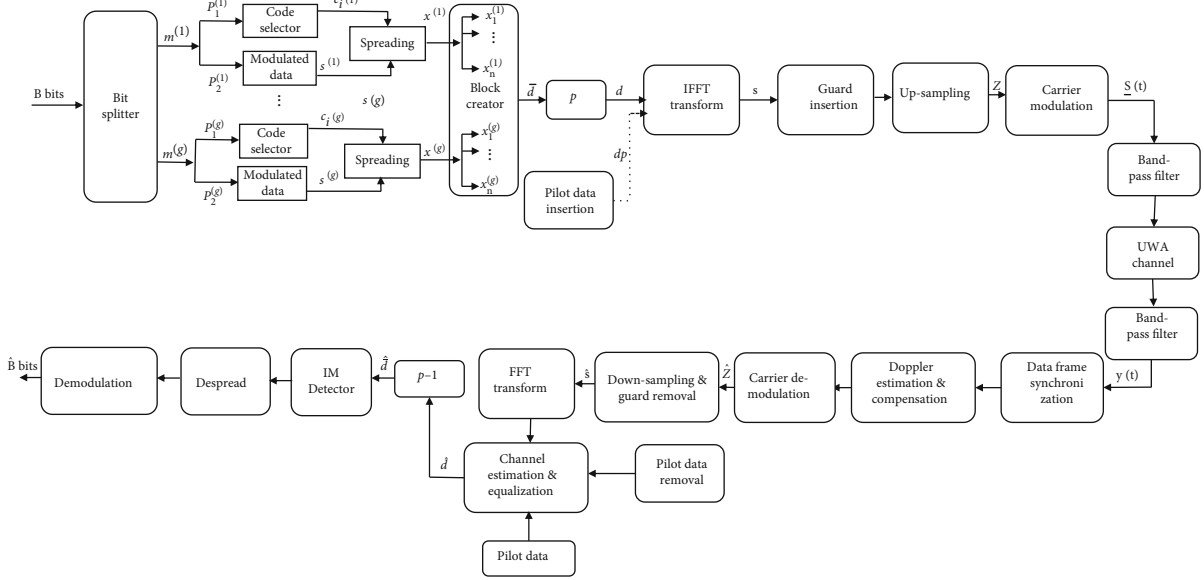 B bits
Bit
splitter
m(1)
P₁⁽¹⁾
P₂⁽¹⁾
Code
selector
Modulated
data
cᵢ⁽¹⁾
s⁽¹⁾
Spreading
x⁽¹⁾
⋮
s(g)
m(g)
P₁⁽ᵍ⁾
P₂⁽ᵍ⁾
Code
selector
Modulated data
cᵢ⁽ᵍ⁾
s⁽ᵍ⁾
Spreading
x⁽ᵍ⁾
x₁⁽¹⁾
⋮
xₙ⁽¹⁾
Block
creator
x₁⁽ᵍ⁾
⋮
xₙ⁽ᵍ⁾
d̄
p
d
dp
Pilot data
insertion
IFFT
transform
s
Guard
insertion
Up-sampling
Z
Carrier
modulation
S̲ (t)
Band-
pass filter
UWA
channel
Band-
pass filter
y (t)
Data frame
synchroni
zation
Doppler
estimation &
compensation
Carrier de-
modulation
Ẑ
Down-sampling &
guard removal
ŝ
FFT
transform
Channel
estimation &
equalization
Pilot data
removal
Pilot data
d̂
p–1
d̄̂
IM
Detector
Despread
Demodulation
B̂ bits